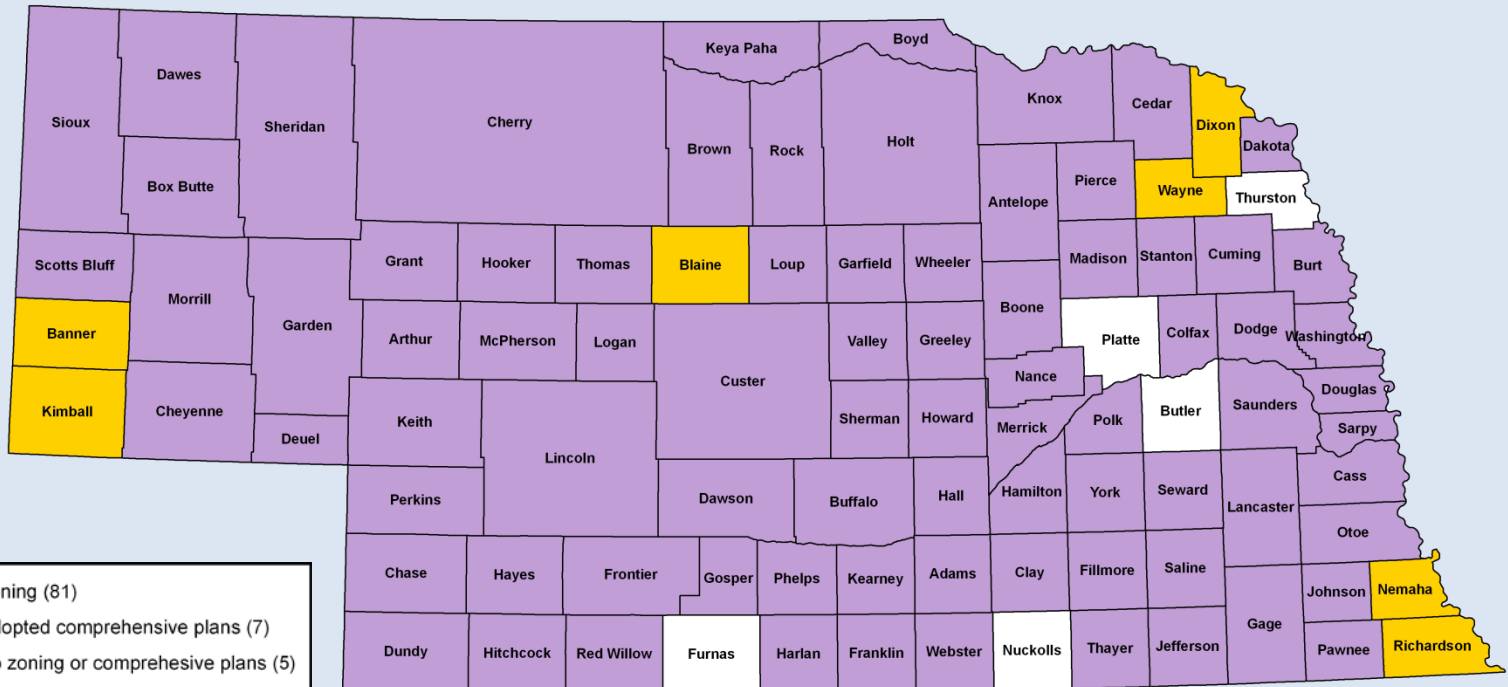 Keya Paha
Boyd
Dawes
Sioux
Sheridan
Cherry
Knox
Cedar
Dixon
Brown
Rock
Holt
Dakota
Box Butte
Antelope
Pierce
Wayne
Thurston
Scotts Bluff
Grant
Hooker
Thomas
Blaine
Loup
Garfield
Wheeler
Madison
Stanton
Cuming
Burt
Morrill
Garden
Boone
Banner
Arthur
McPherson
Logan
Custer
Valley
Greeley
Platte
Colfax
Dodge
Washington
Nance
Kimball
Cheyenne
Deuel
Keith
Lincoln
Sherman
Howard
Merrick
Polk
Butler
Saunders
Douglas
Sarpy
Perkins
Dawson
Buffalo
Hall
Hamilton
York
Seward
Lancaster
Cass
Otoe
Chase
Hayes
Frontier
Gosper
Phelps
Kearney
Adams
Clay
Fillmore
Saline
Johnson
Nemaha
Dundy
Hitchcock
Red Willow
Furnas
Harlan
Franklin
Webster
Nuckolls
Thayer
Jefferson
Gage
Pawnee
Richardson
(81)
comprehensive plans (7)
zoning or comprehesive plans (5)